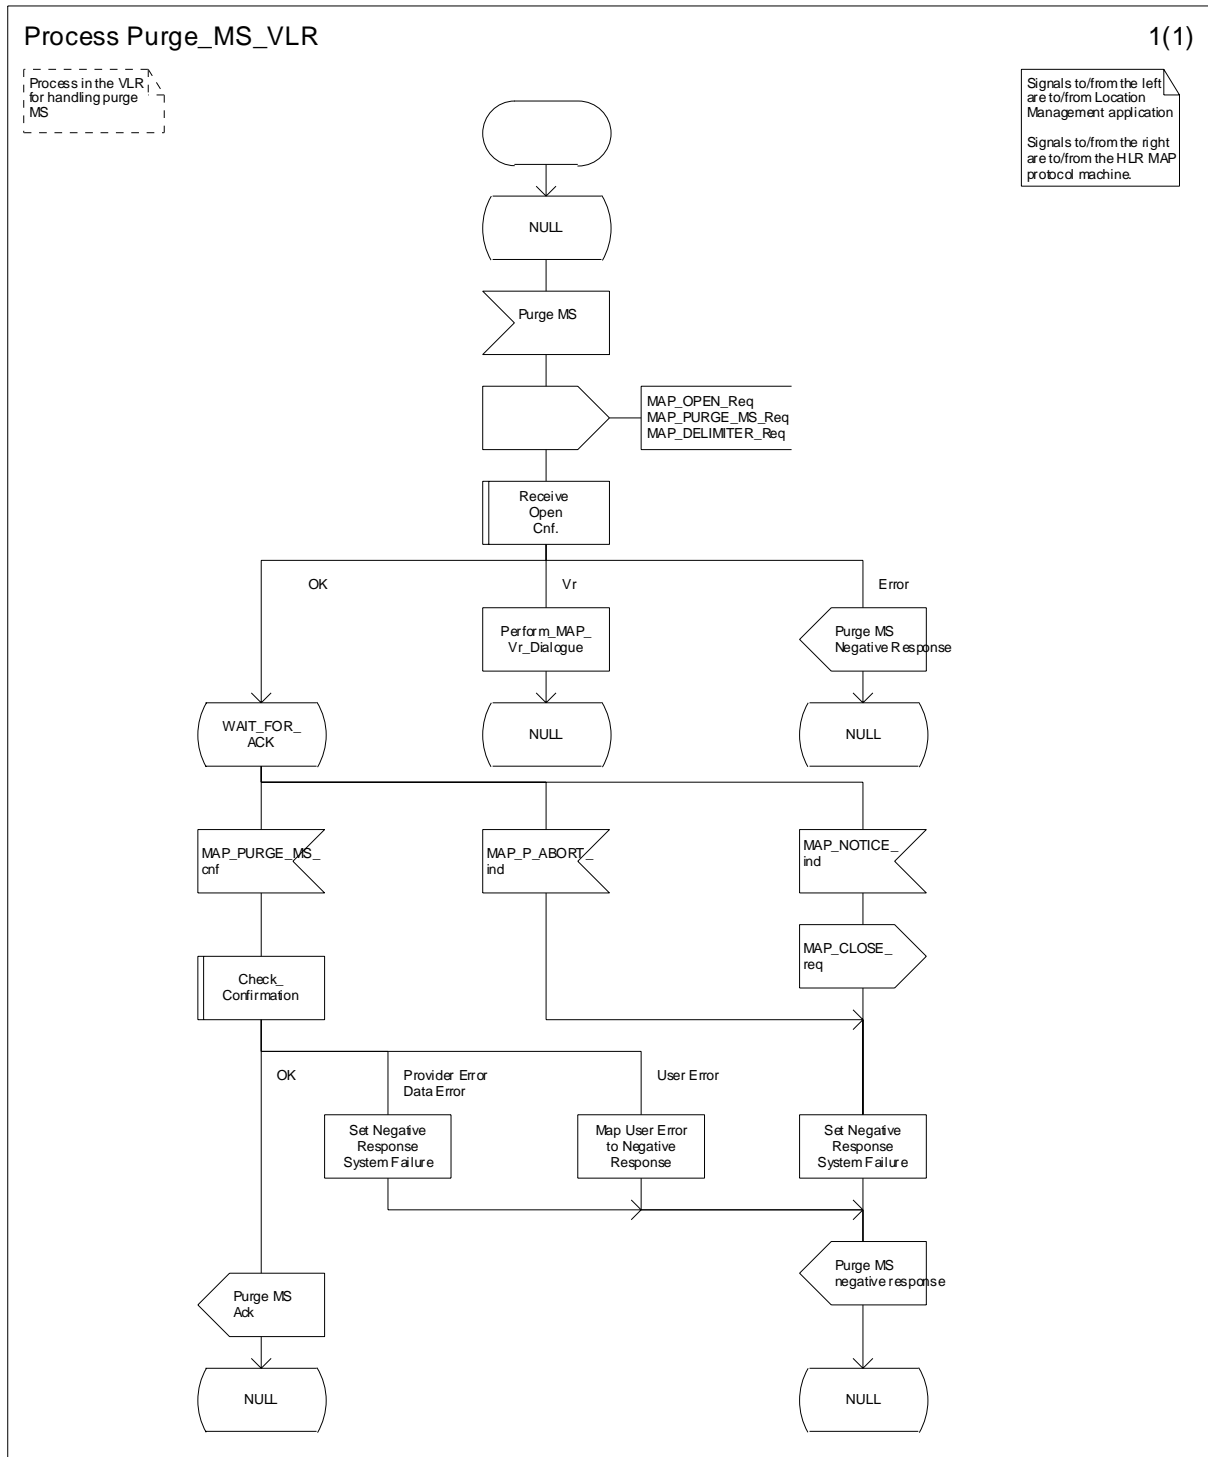 Process Purge_MS_VLR
1(1)
Process in the VLR
for handling purge
MS
Signals to/from the left
are to/from Location
Management application
Signals to/from the right
are to/from the HLR MAP
protocol machine.
NULL
Purge MS
MAP_OPEN_Req
MAP_PURGE_MS_Req
MAP_DELIMITER_Req
Receive
Open
Cnf.
OK
Vr
Error
Perform_MAP_
Vr_Dialogue
Purge MS
Negative Response
WAIT_FOR_
ACK
NULL
NULL
MAP_PURGE_MS_
cnf
MAP_P_ABORT_
ind
MAP_NOTICE_
ind
MAP_CLOSE_
req
Check_
Confirmation
OK
Provider Error
Data Error
User Error
Set Negative
Response
System Failure
Map User Error
to Negative
Response
Set Negative
Response
System Failure
Purge MS
negative response
Purge MS
Ack
NULL
NULL